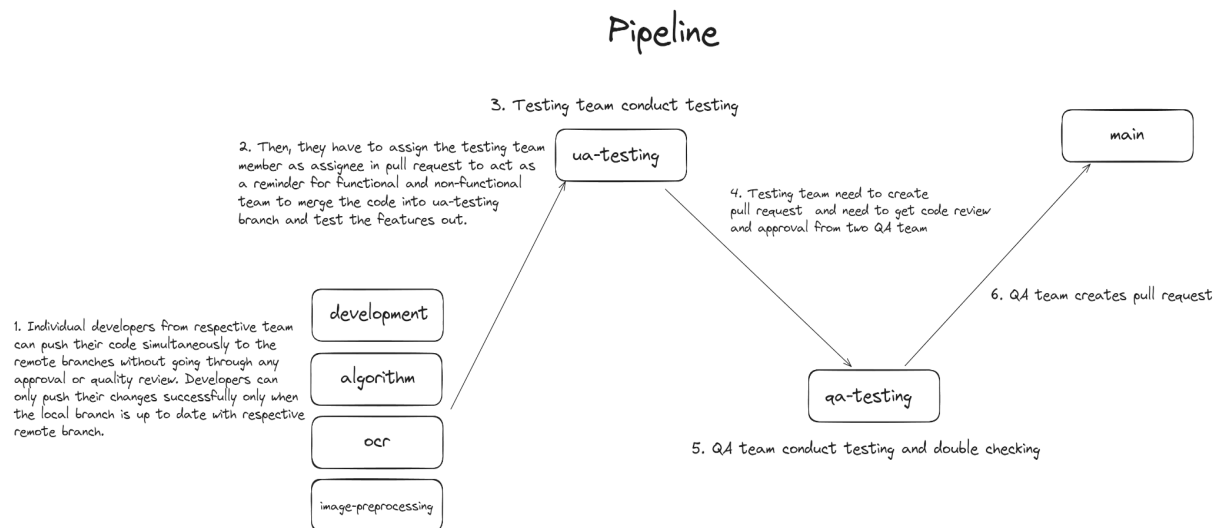 Pipeline
3. Testing team conduct testing
ua-testing
main
2. Then, they have to assign the testing team
member as assignee in pull request to act as
a reminder for functional and non-functional
team to merge the code into ua-testing
branch and test the features out.
4. Testing team need to create
pull request and need to get code review
and approval from two QA team
6. QA team creates pull request
1. Individual developers from respective team
can push their code simultaneously to the
remote branches without going through any
approval or quality review. Developers can
only push their changes successfully only when
the local branch is up to date with respective
remote branch.
development
algorithm
ocr
image-preprocessing
qa-testing
5. QA team conduct testing and double checking